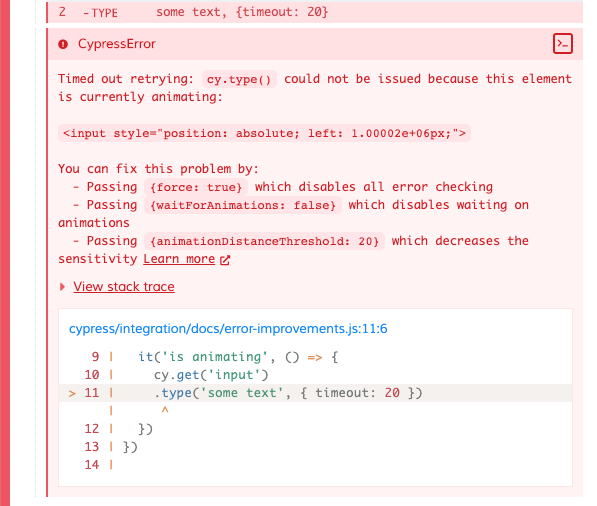 2 -TYPE some text, {timeout: 20}
! CypressError >_
Timed out retrying: cy.type() could not be issued because this element
is currently animating:
<input style="position: absolute; left: 1.00002e+06px;">
You can fix this problem by:
- Passing {force: true} which disables all error checking
- Passing {waitForAnimations: false} which disables waiting on
animations
- Passing {animationDistanceThreshold: 20} which decreases the
sensitivity Learn more
View stack trace
cypress/integration/docs/error-improvements.js:11:6
9 | it('is animating', () => {
10 | cy.get('input')
> 11 | .type('some text', { timeout: 20 })
| ^
12 | })
13 | })
14 |